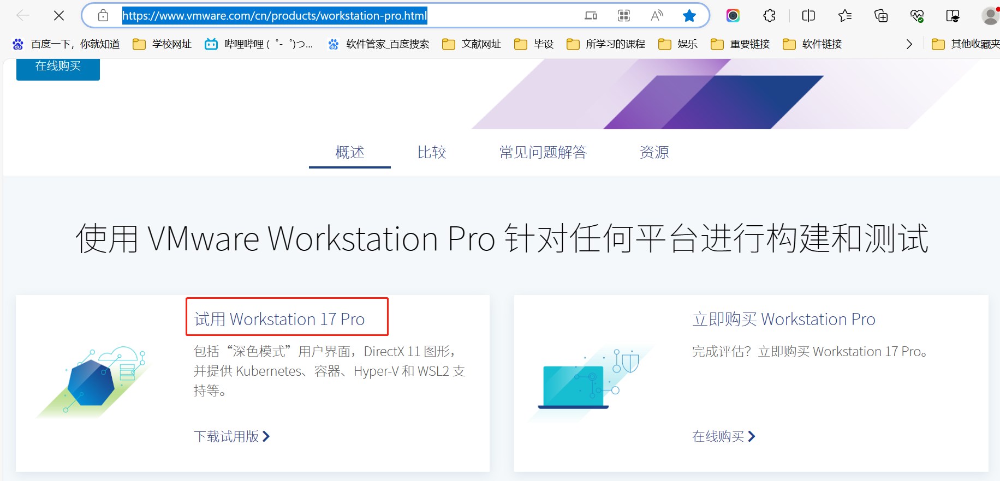 https://www.vmware.com/cn/products/workstation-pro.html
百度一下，你就知道 学校网址 哔哩哔哩 (゜-゜)つ... 软件管家_百度搜索 文献网址 毕设 所学习的课程 娱乐 重要链接 软件链接 其他收藏夹
在线购买
概述 比较 常见问题解答 资源
使用 VMware Workstation Pro 针对任何平台进行构建和测试
试用 Workstation 17 Pro
包括“深色模式”用户界面，DirectX 11 图形，
并提供 Kubernetes、容器、Hyper-V 和 WSL2 支
持等。
下载试用版
立即购买 Workstation Pro
完成评估？立即购买 Workstation 17 Pro。
在线购买